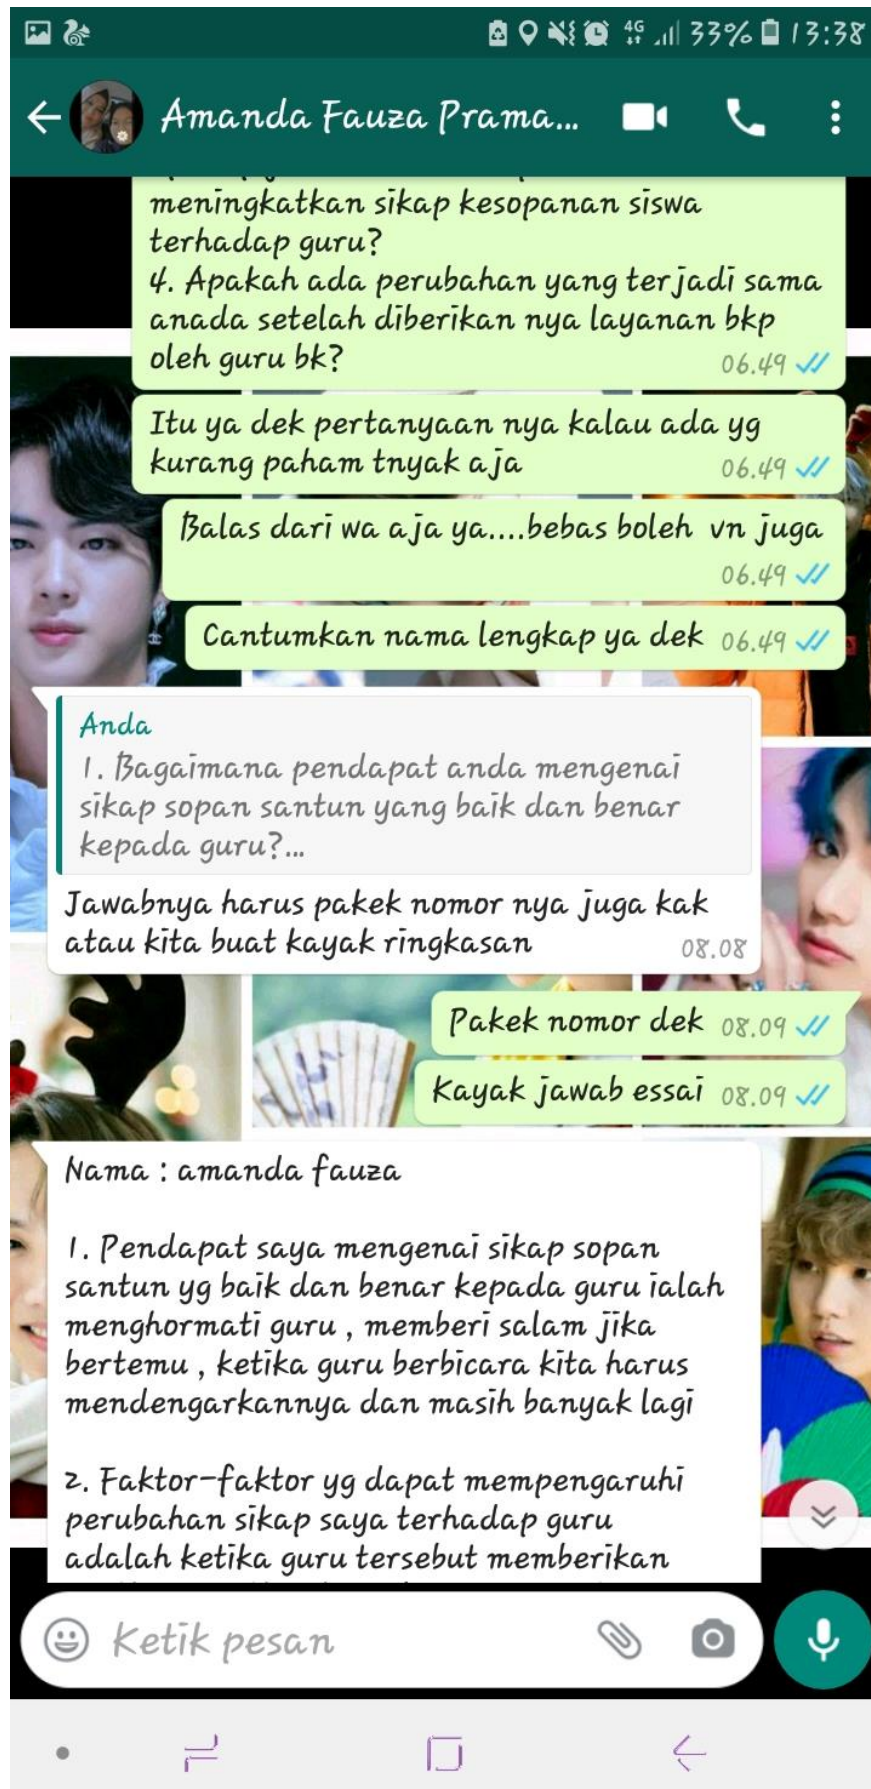 4G 33% 13:38
Amanda Fauza Prama...
meningkatkan sikap kesopanan siswa
terhadap guru?
4. Apakah ada perubahan yang terjadi sama
anada setelah diberikan nya layanan bkp
oleh guru bk?
06.49
Itu ya dek pertanyaan nya kalau ada yg
kurang paham tnyak aja
06.49
Balas dari wa aja ya....bebas boleh vn juga
06.49
Cantumkan nama lengkap ya dek 06.49
Anda
1. Bagaimana pendapat anda mengenai
sikap sopan santun yang baik dan benar
kepada guru?...
Jawabnya harus pakek nomor nya juga kak
atau kita buat kayak ringkasan
08.08
Pakek nomor dek 08.09
Kayak jawab essai 08.09
Nama : amanda fauza
1. Pendapat saya mengenai sikap sopan
santun yg baik dan benar kepada guru ialah
menghormati guru , memberi salam jika
bertemu , ketika guru berbicara kita harus
mendengarkannya dan masih banyak lagi
2. Faktor-faktor yg dapat mempengaruhi
perubahan sikap saya terhadap guru
adalah ketika guru tersebut memberikan
Ketik pesan